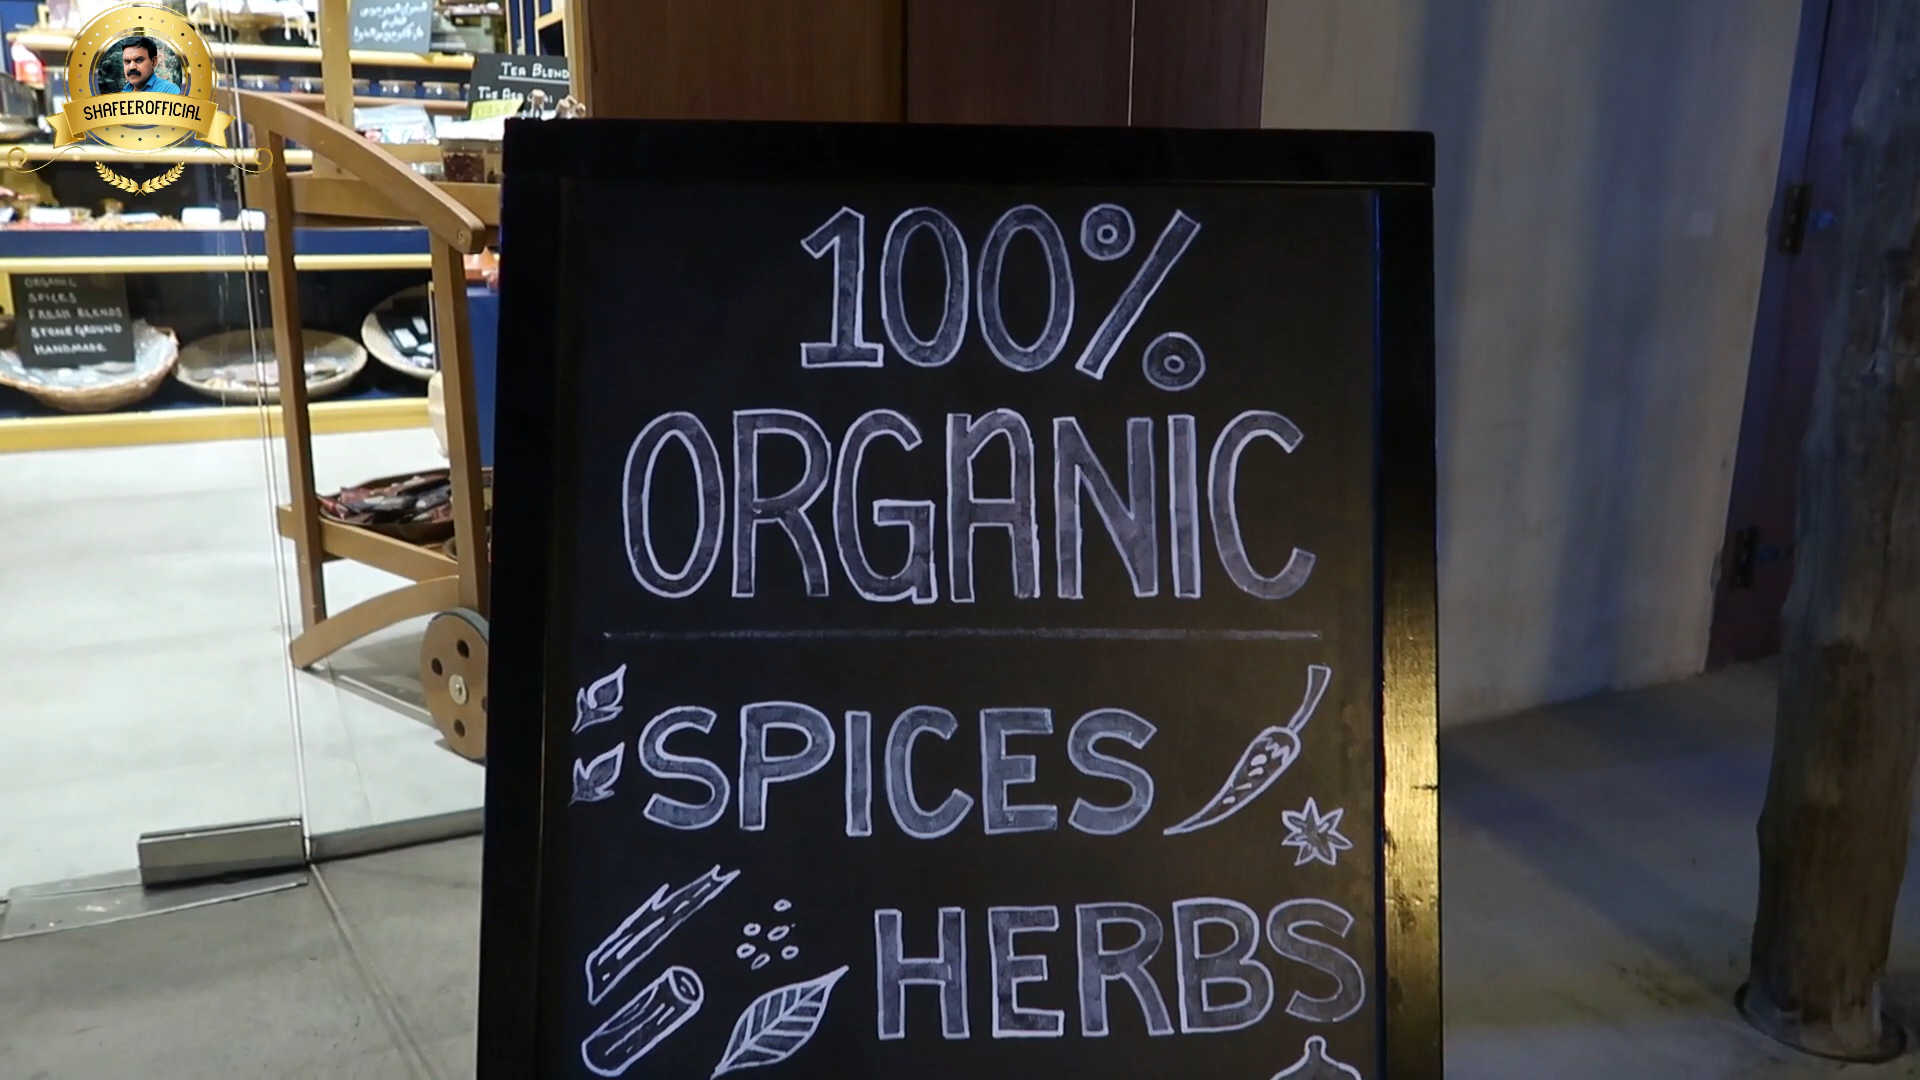 SHAFEEROFFICIAL
TEA BLEND
ORGANIC
SPICES
FRESH BLENDS
STONE GROUND
HANDMADE
100%
ORGANIC
SPICES
HERBS